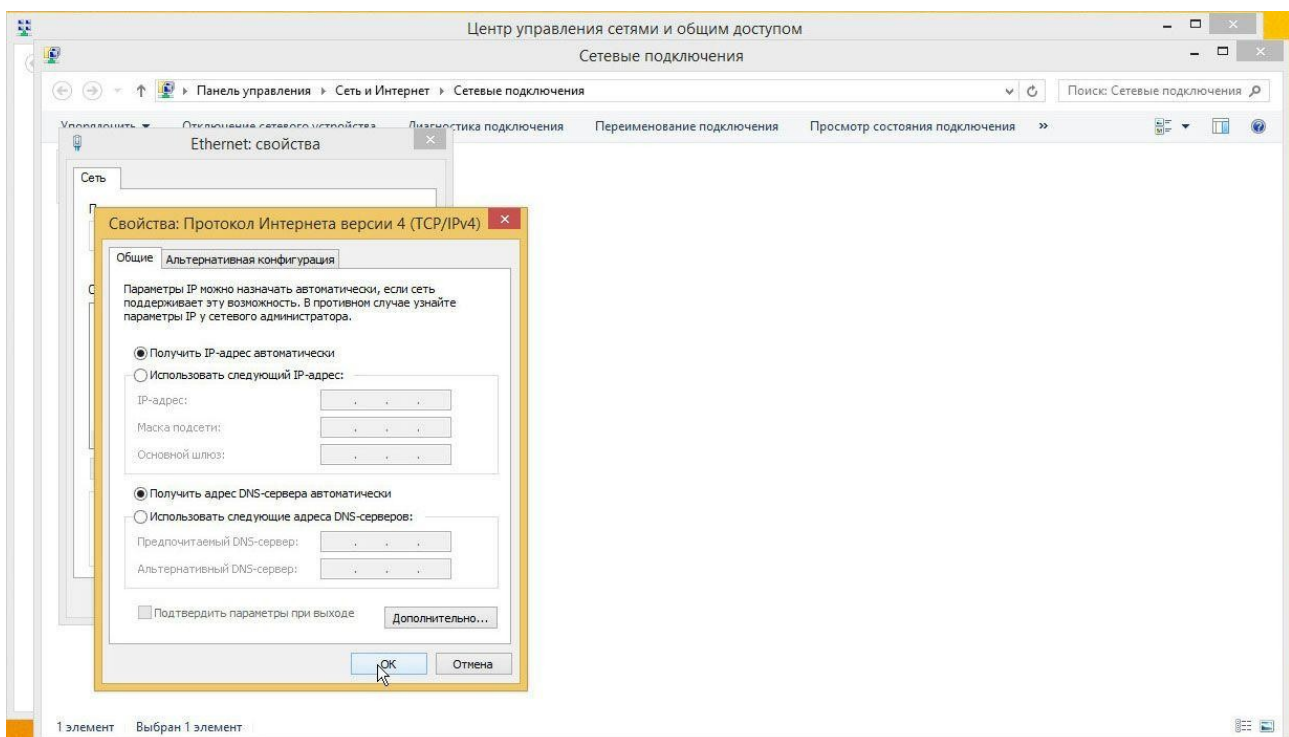 Центр управления сетями и общим доступом
Сетевые подключения
Панель управления ▸ Сеть и Интернет ▸ Сетевые подключения
Поиск: Сетевые подключения
Упорядочить Отключение сетевого устройства Диагностика подключения Переименование подключения Просмотр состояния подключения »
Ethernet: свойства
Сеть
П
Свойства: Протокол Интернета версии 4 (TCP/IPv4)
Общие Альтернативная конфигурация
Параметры IP можно назначать автоматически, если сеть
поддерживает эту возможность. В противном случае узнайте
параметры IP у сетевого администратора.
Получить IP-адрес автоматически
Использовать следующий IP-адрес:
IP-адрес:
Маска подсети:
Основной шлюз:
Получить адрес DNS-сервера автоматически
Использовать следующие адреса DNS-серверов:
Предпочитаемый DNS-сервер:
Альтернативный DNS-сервер:
Подтвердить параметры при выходе
Дополнительно...
OK Отмена
1 элемент Выбран 1 элемент